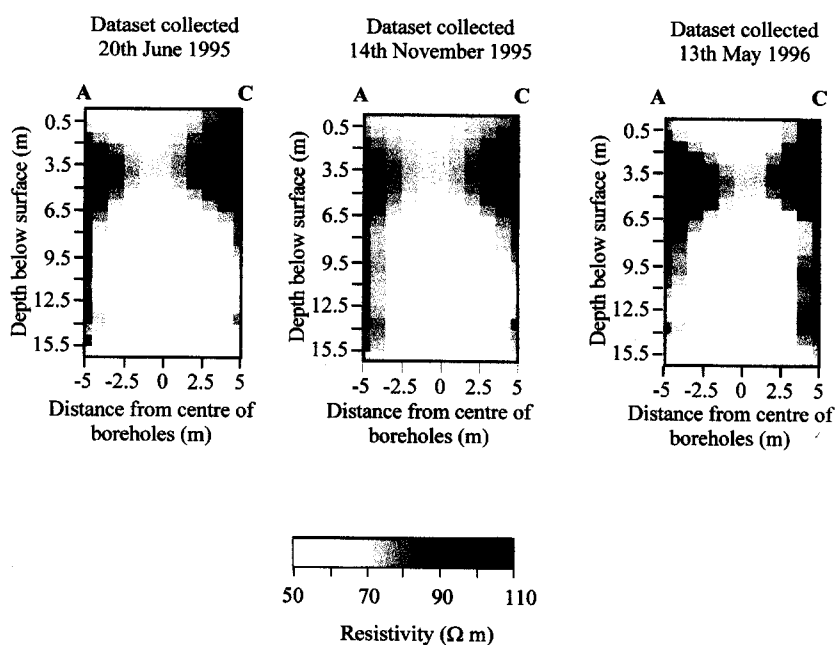 Dataset collected
20th June 1995
Dataset collected
14th November 1995
Dataset collected
13th May 1996
A C
A C
A C
Depth below surface (m)
0.5
3.5
6.5
9.5
12.5
15.5
Depth below surface (m)
0.5
3.5
6.5
9.5
12.5
15.5
Depth below surface (m)
0.5
3.5
6.5
9.5
12.5
15.5
-5 -2.5 0 2.5 5
Distance from centre of
boreholes (m)
-5 -2.5 0 2.5 5
Distance from centre of
boreholes (m)
-5 -2.5 0 2.5 5
Distance from centre of
boreholes (m)
50 70 90 110
Resistivity (Ω m)